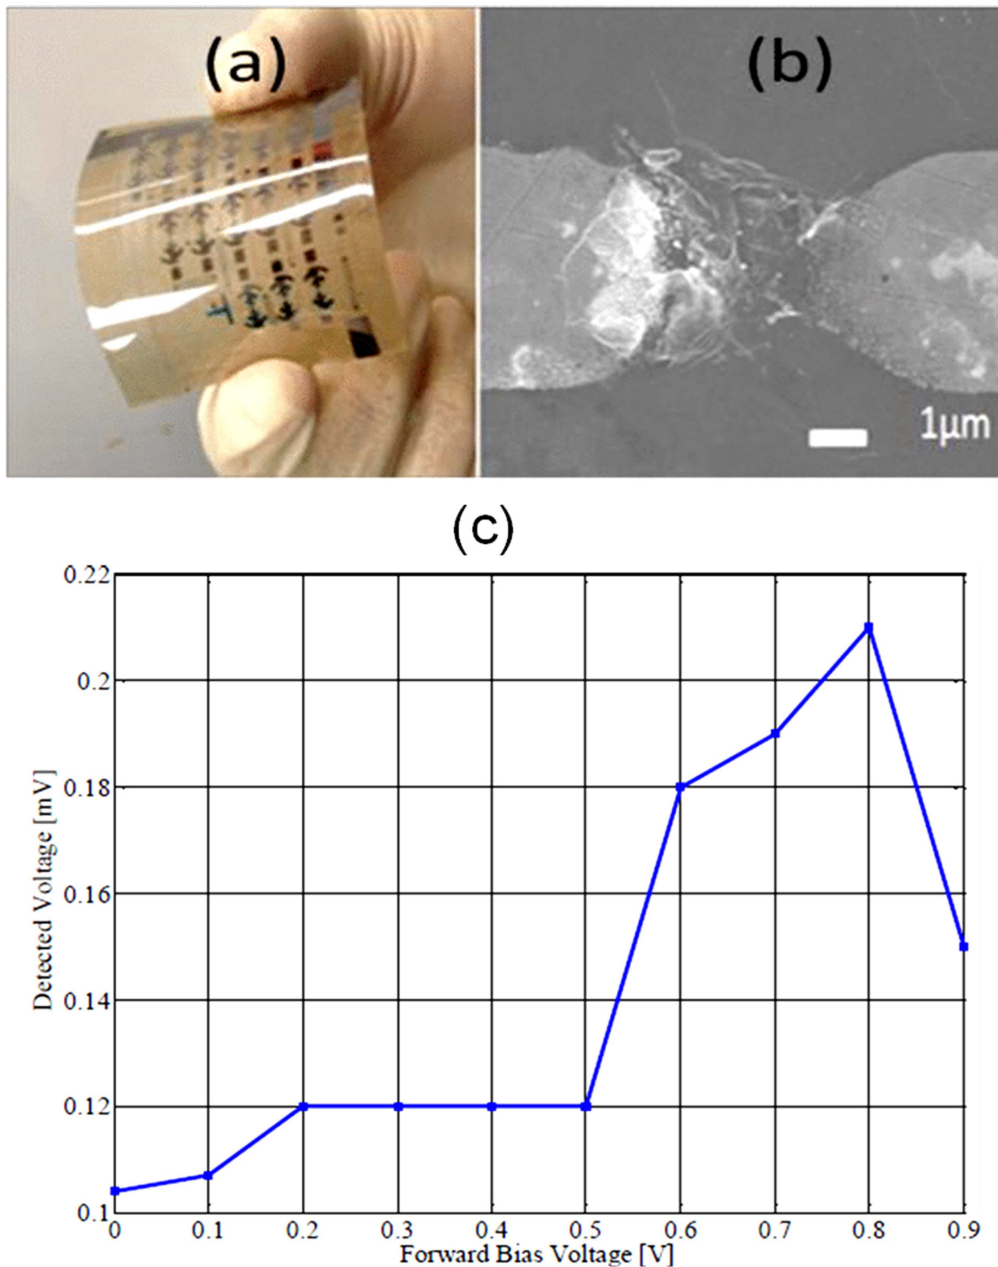 (a)
(b)
1μm
(c)
0.22
0.2
0.18
0.16
0.14
0.12
0.1
Detected Voltage [mV]
0 0.1 0.2 0.3 0.4 0.5 0.6 0.7 0.8 0.9
Forward Bias Voltage [V]